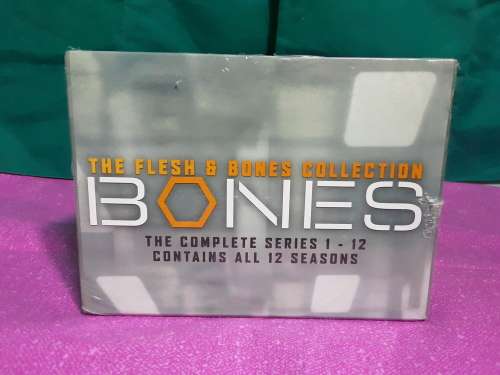 THE FLESH & BONES COLLECTION
BONES
THE COMPLETE SERIES 1 - 12
CONTAINS ALL 12 SEASONS